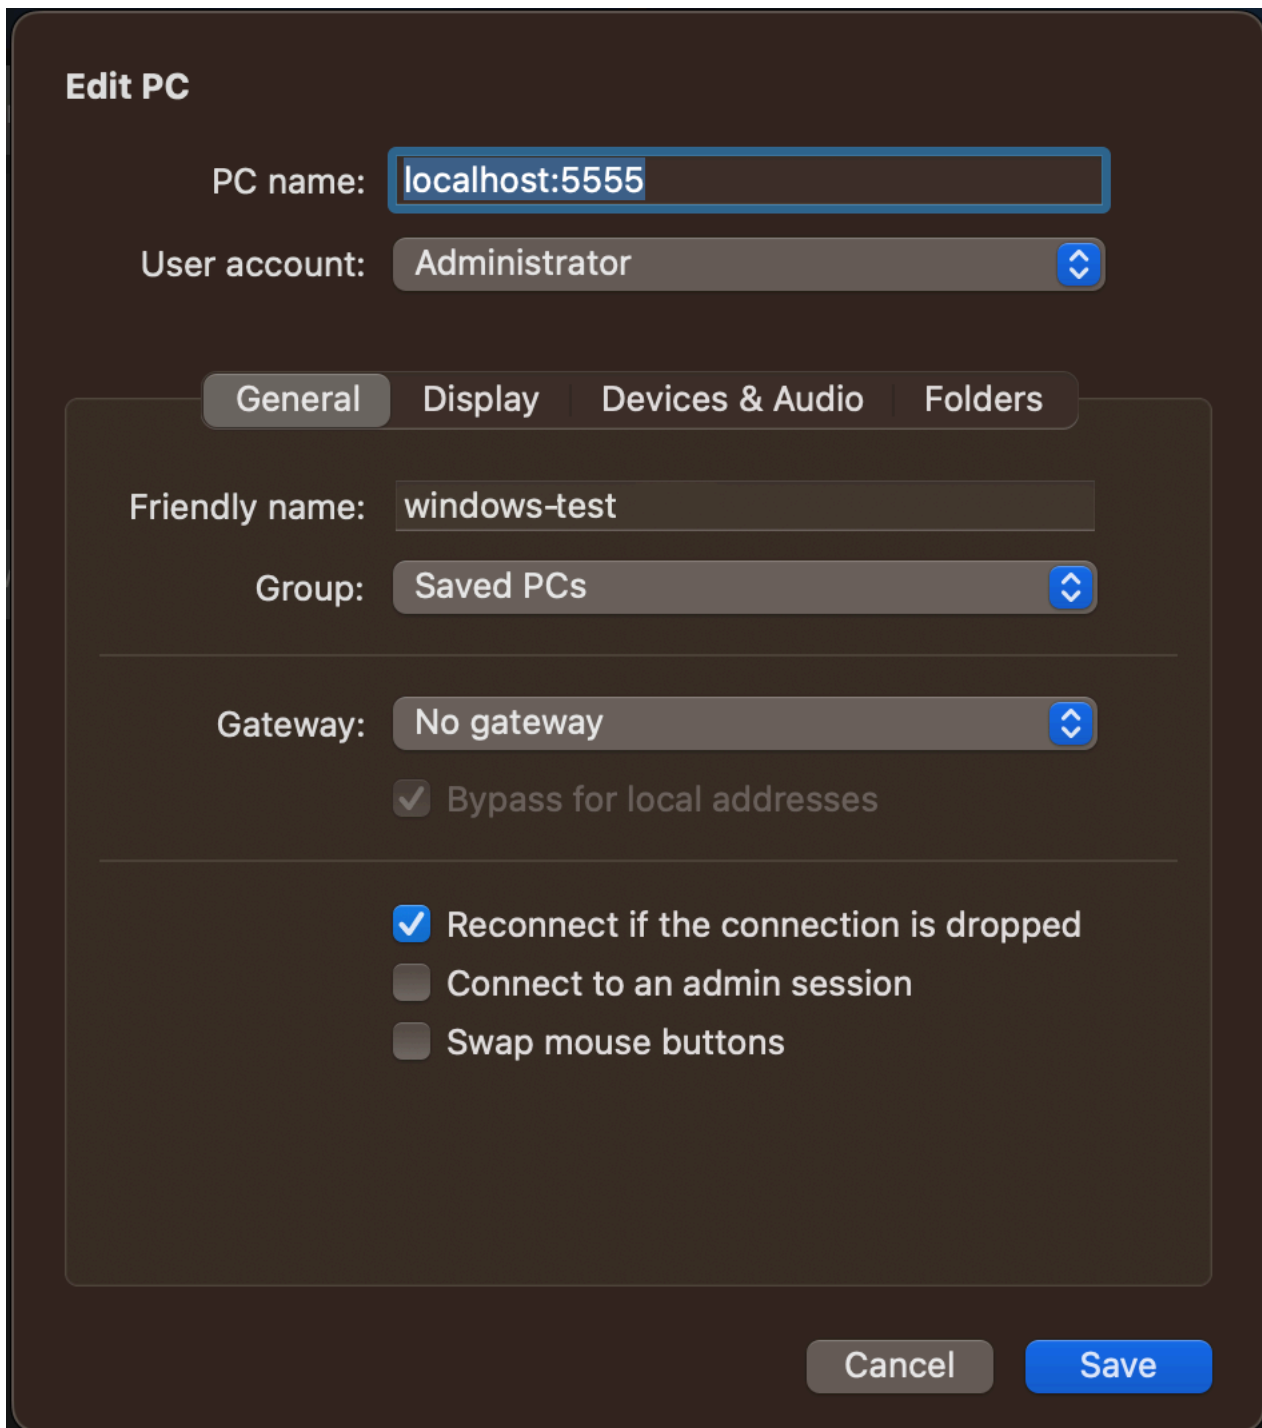 Edit PC
PC name: localhost:5555
User account: Administrator
General Display Devices & Audio Folders
Friendly name: windows-test
Group: Saved PCs
Gateway: No gateway
Bypass for local addresses
Reconnect if the connection is dropped
Connect to an admin session
Swap mouse buttons
Cancel Save